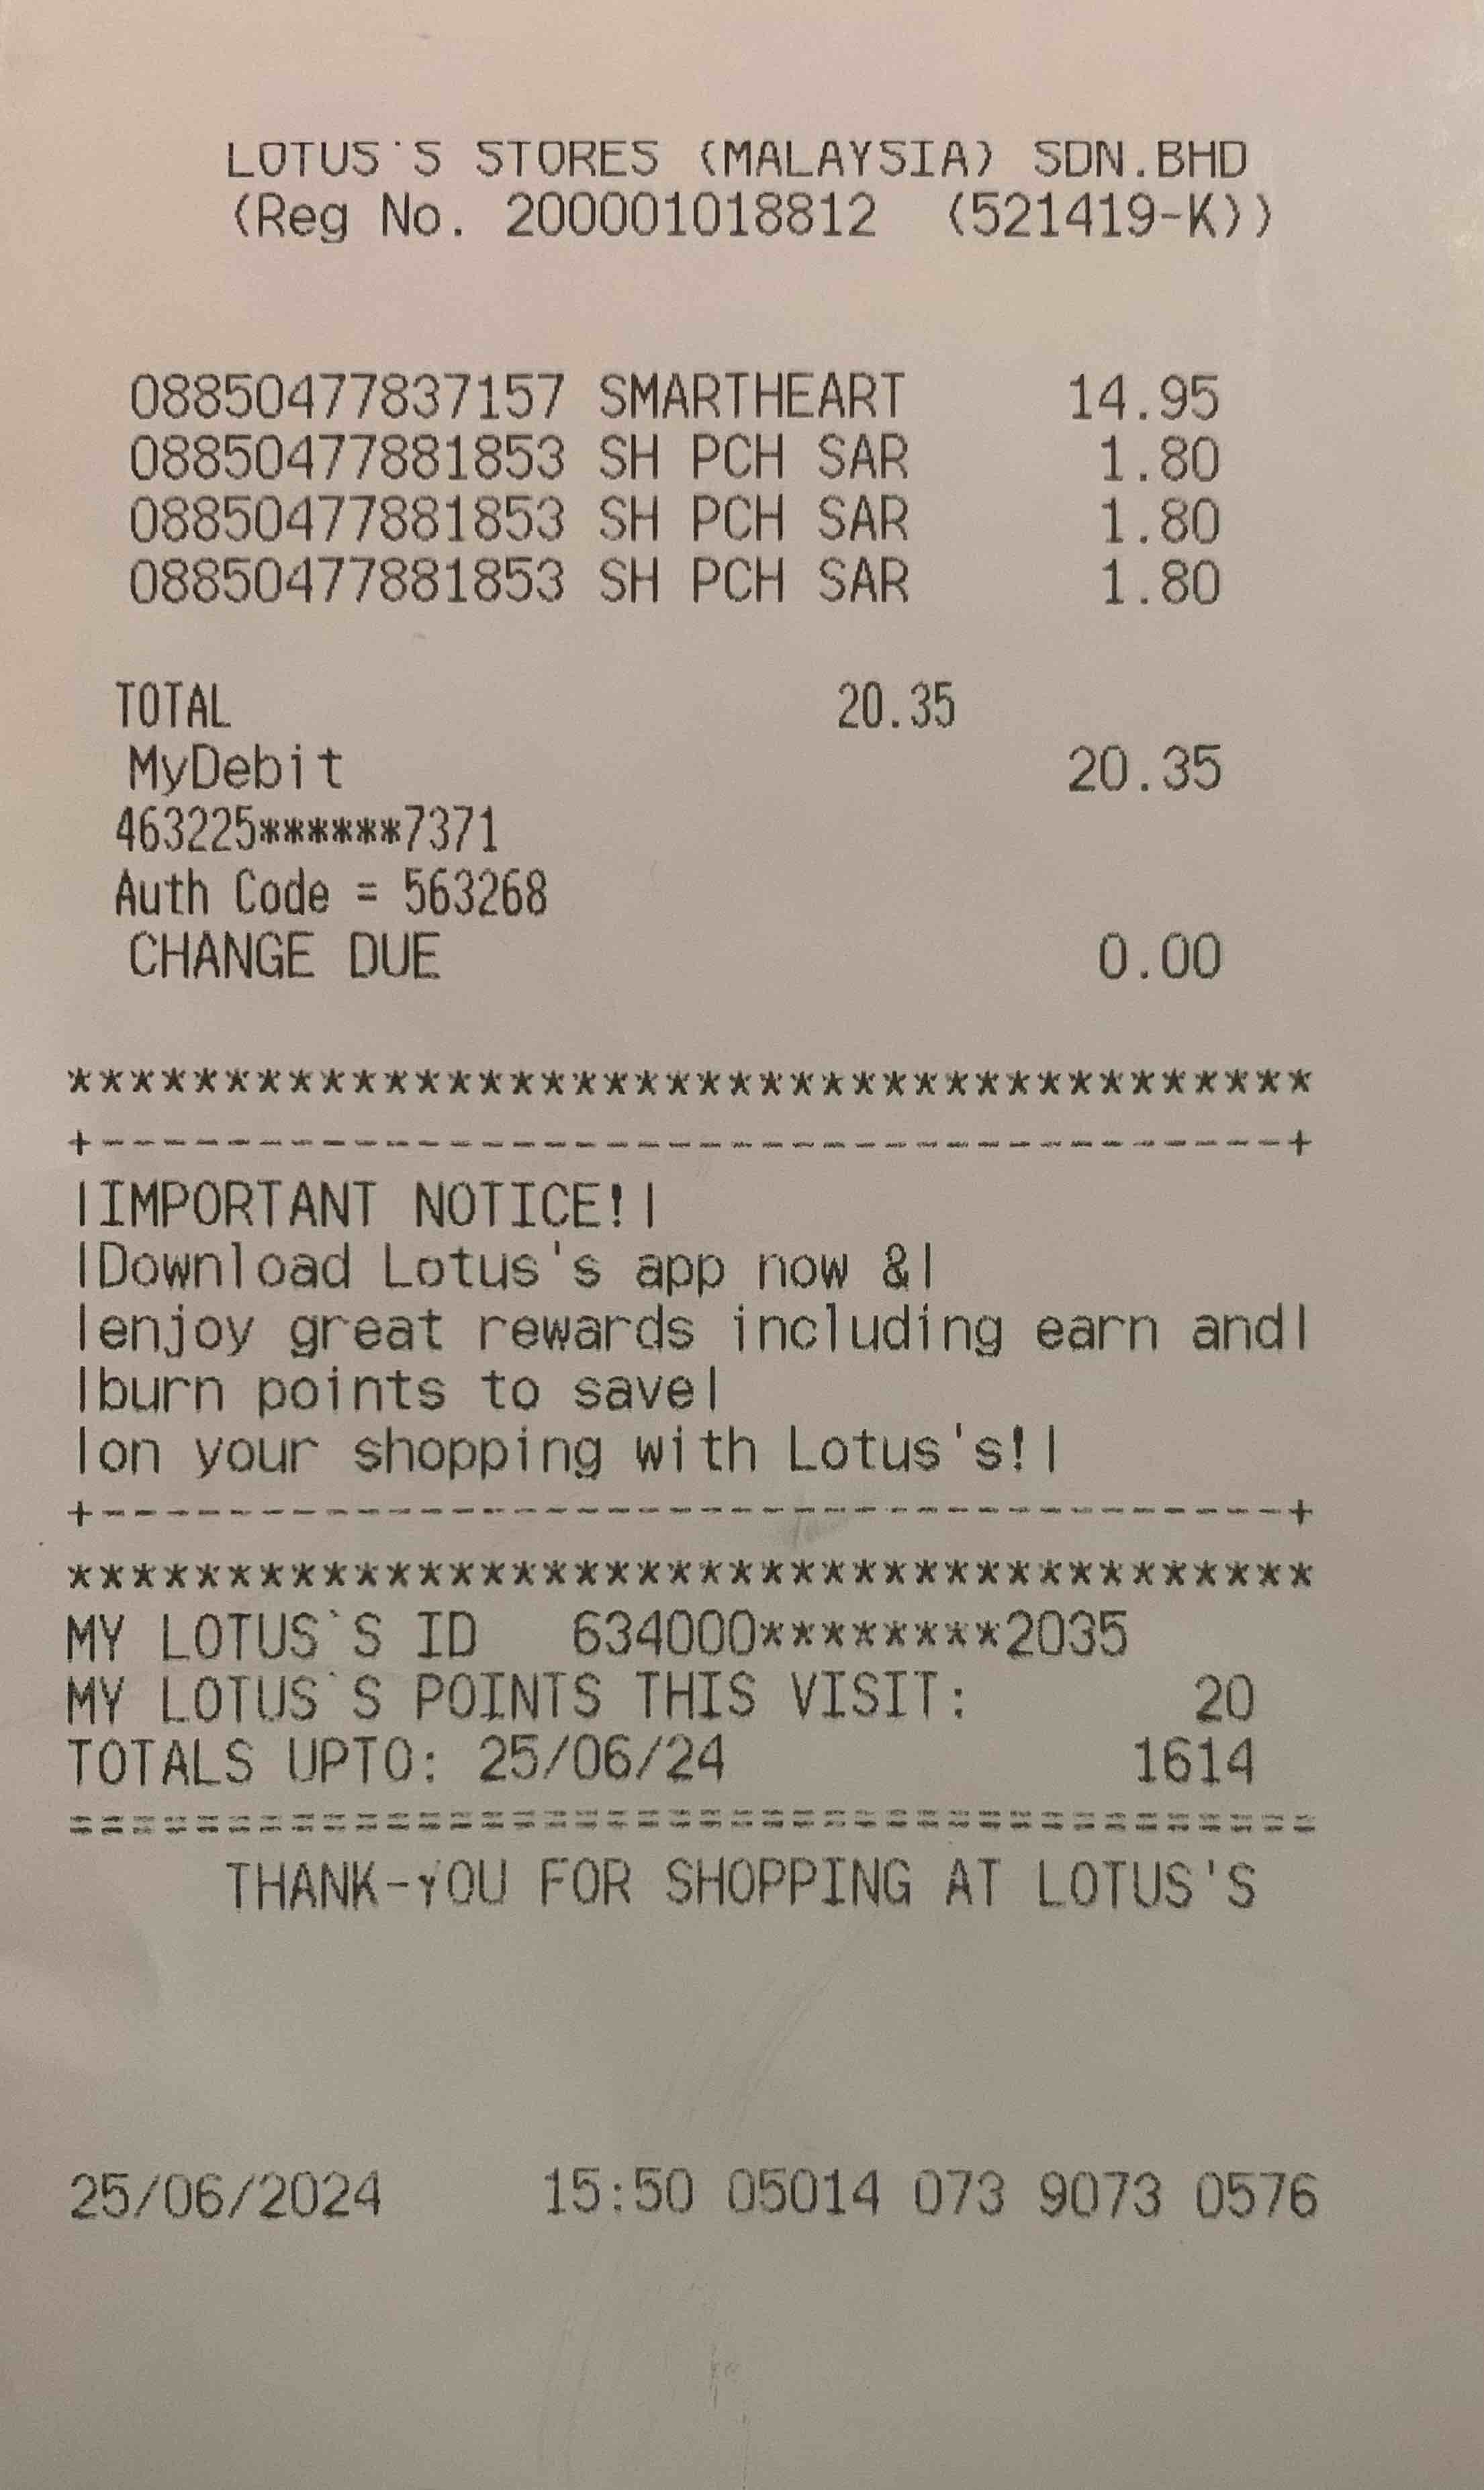 LOTUS'S STORES (MALAYSIA) SDN.BHD
(Reg No. 200001018812 (521419-K))
08850477837157 SMARTHEART 14.95
08850477881853 SH PCH SAR 1.80
08850477881853 SH PCH SAR 1.80
08850477881853 SH PCH SAR 1.80
TOTAL 20.35
MyDebit 20.35
463225******7371
Auth Code = 563268
CHANGE DUE 0.00
****************************************
+--------------------------------------+
|IMPORTANT NOTICE!|
|Download Lotus's app now &|
|enjoy great rewards including earn and|
|burn points to save|
|on your shopping with Lotus's!|
+--------------------------------------+
****************************************
MY LOTUS`S ID 634000********2035
MY LOTUS`S POINTS THIS VISIT: 20
TOTALS UPTO: 25/06/24 1614
========================================
THANK-YOU FOR SHOPPING AT LOTUS'S
25/06/2024 15:50 05014 073 9073 0576